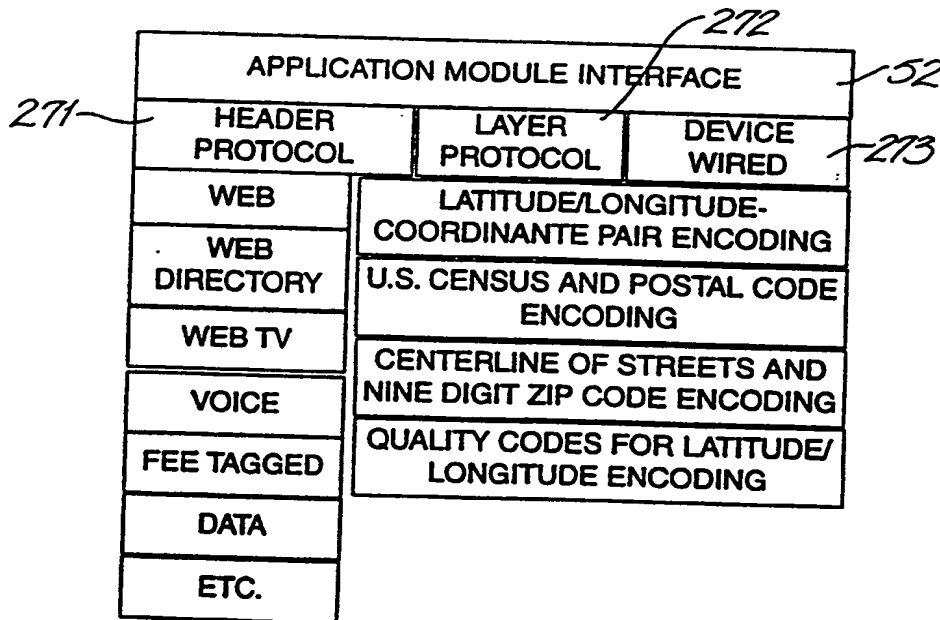 272
APPLICATION MODULE INTERFACE
52
271
HEADER
PROTOCOL
LAYER
PROTOCOL
DEVICE
WIRED
273
WEB
WEB
DIRECTORY
WEB TV
VOICE
FEE TAGGED
DATA
ETC.
LATITUDE/LONGITUDE-
COORDINANTE PAIR ENCODING
U.S. CENSUS AND POSTAL CODE
ENCODING
CENTERLINE OF STREETS AND
NINE DIGIT ZIP CODE ENCODING
QUALITY CODES FOR LATITUDE/
LONGITUDE ENCODING